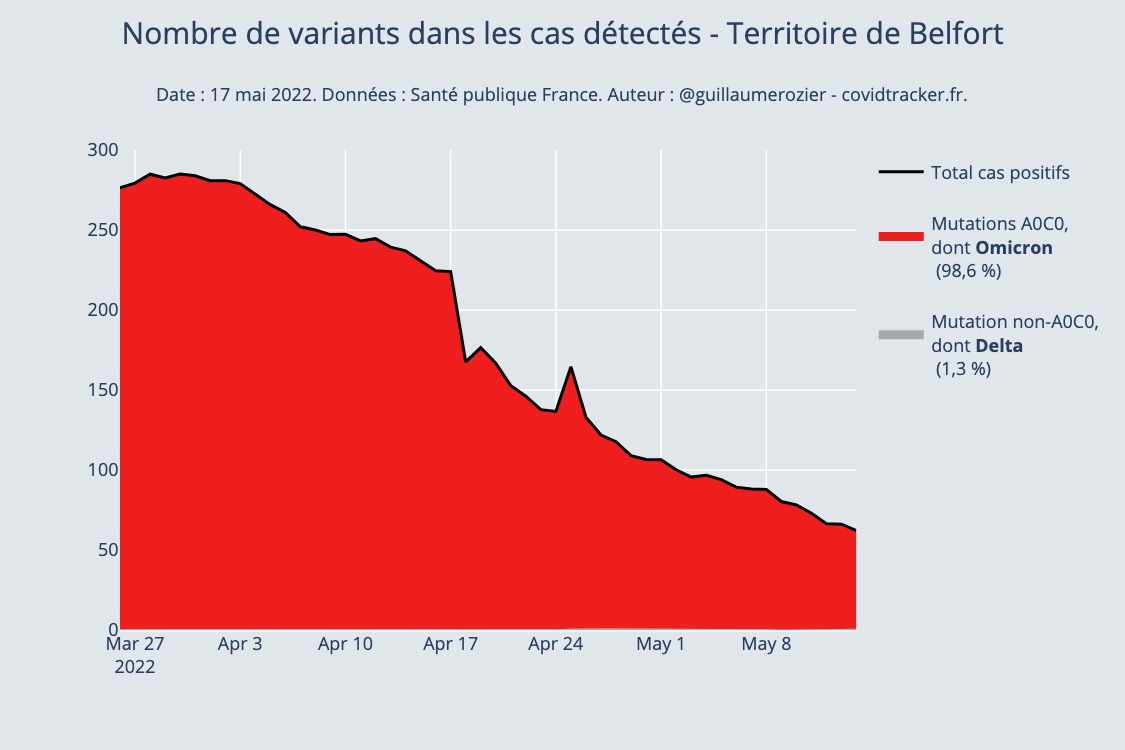 Nombre de variants dans les cas détectés - Territoire de Belfort
Date : 17 mai 2022. Données : Santé publique France. Auteur : @guillaumerozier - covidtracker.fr.
300
250
200
150
100
50
0
Mar 27
2022
Apr 3
Apr 10
Apr 17
Apr 24
May 1
May 8
Total cas positifs
Mutations A0C0,
dont Omicron
(98,6 %)
Mutation non-A0C0,
dont Delta
(1,3 %)